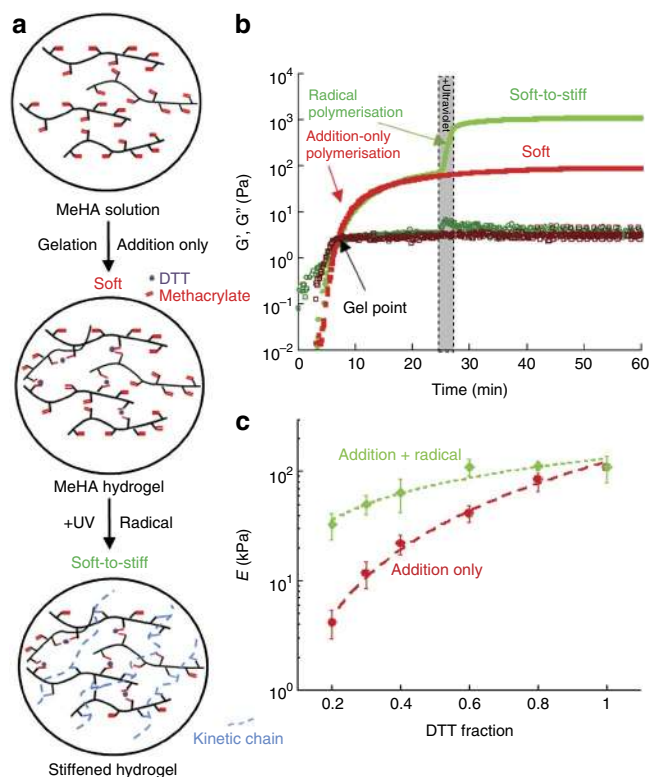 a
MeHA solution
Gelation
Addition only
Soft
DTT
Methacrylate
MeHA hydrogel
+UV
Radical
Soft-to-stiff
Kinetic chain
Stiffened hydrogel
b
G', G" (Pa)
10⁴
10³
10²
10¹
10⁰
10⁻¹
10⁻²
Radical
polymerisation
Addition-only
polymerisation
+Ultraviolet
Soft-to-stiff
Soft
Gel point
0
10
20
30
40
50
60
Time (min)
c
E (kPa)
10²
10¹
10⁰
Addition + radical
Addition only
0.2
0.4
0.6
0.8
1
DTT fraction